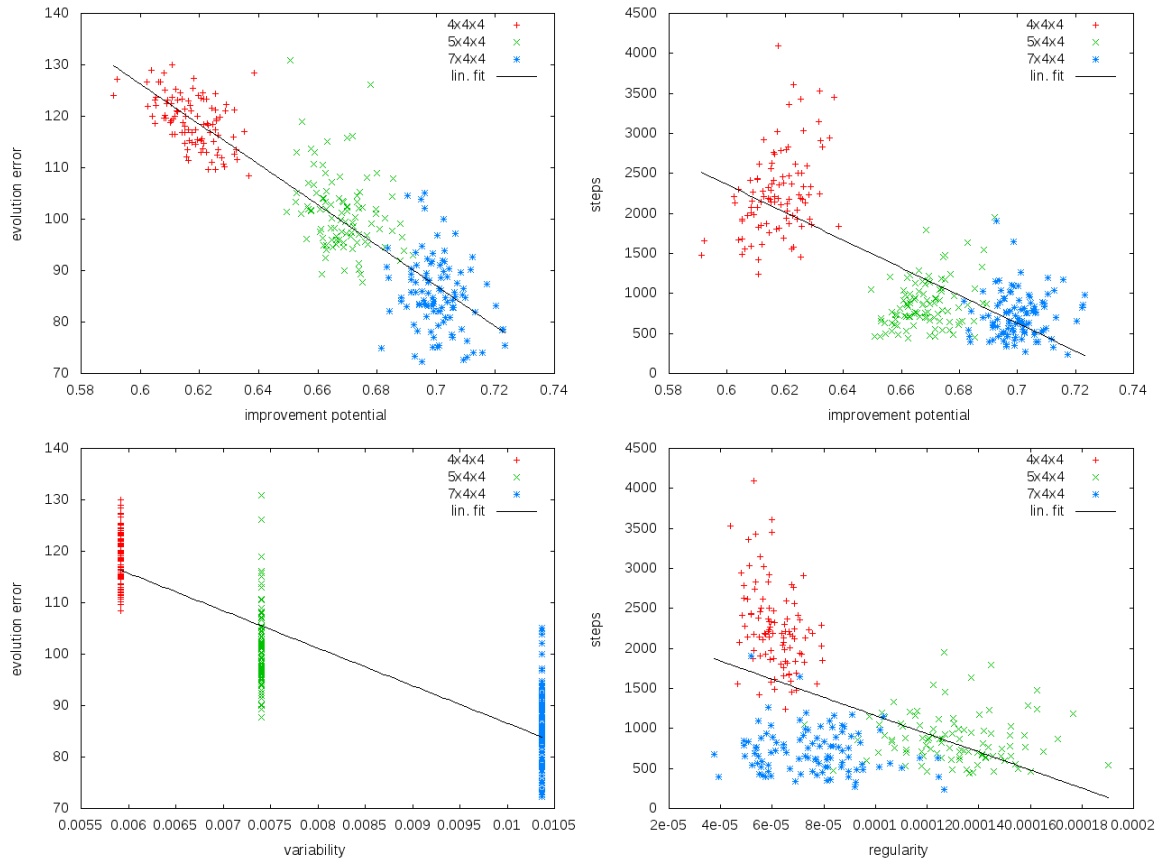 140
130
120
110
100
90
80
70
0.58
0.6
0.62
0.64
0.66
0.68
0.7
0.72
0.74
evolution error
improvement potential
4x4x4
5x4x4
7x4x4
lin. fit
4500
4000
3500
3000
2500
2000
1500
1000
500
0
0.58
0.6
0.62
0.64
0.66
0.68
0.7
0.72
0.74
steps
improvement potential
4x4x4
5x4x4
7x4x4
lin. fit
140
130
120
110
100
90
80
70
0.0055
0.006
0.0065
0.007
0.0075
0.008
0.0085
0.009
0.0095
0.01
0.0105
evolution error
variability
4x4x4
5x4x4
7x4x4
lin. fit
4500
4000
3500
3000
2500
2000
1500
1000
500
0
2e-05
4e-05
6e-05
8e-05
0.0001
0.00012
0.00014
0.00016
0.00018
0.0002
steps
regularity
4x4x4
5x4x4
7x4x4
lin. fit